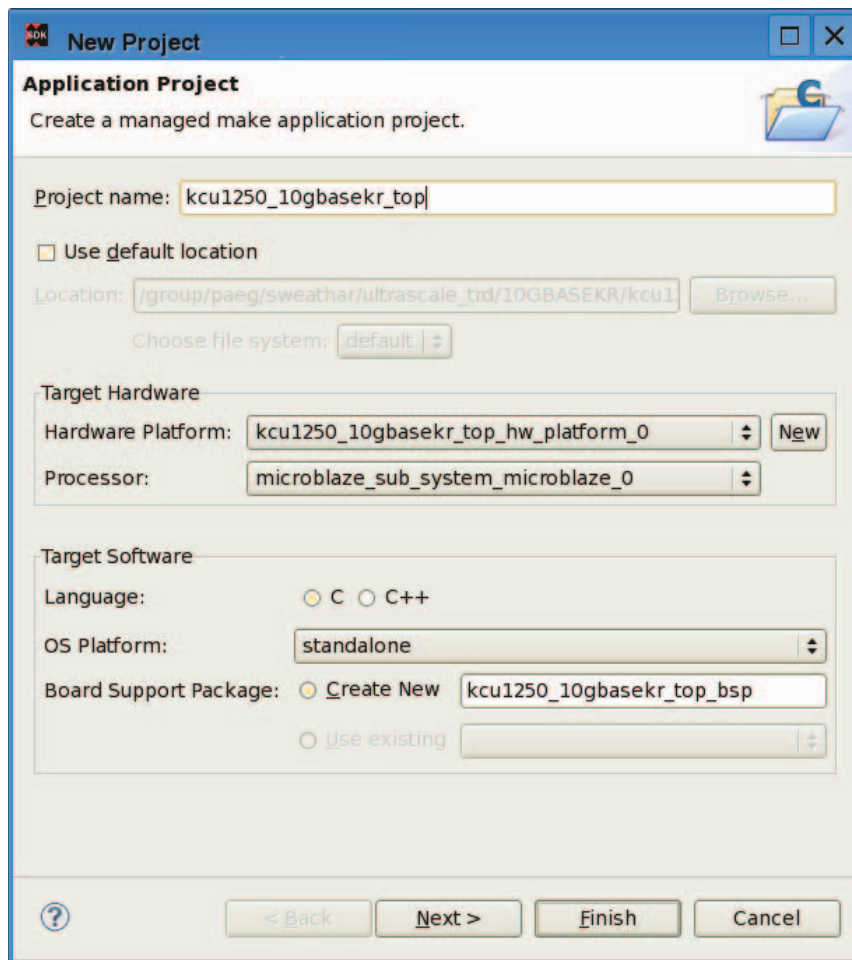 SDK New Project
Application Project
Create a managed make application project.
C
Project name: kcu1250_10gbasekr_top
Use default location
Location: /group/paeg/sweathar/ultrascale_trd/10GBASEKR/kcu1 Browse...
Choose file system: default
Target Hardware
Hardware Platform: kcu1250_10gbasekr_top_hw_platform_0 New
Processor: microblaze_sub_system_microblaze_0
Target Software
Language: C C++
OS Platform: standalone
Board Support Package: Create New kcu1250_10gbasekr_top_bsp
Use existing
? < Back Next > Finish Cancel